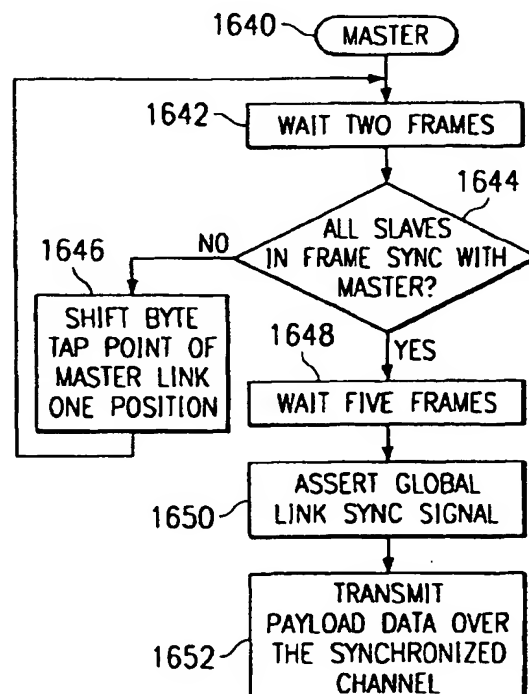 1640
MASTER
1642
WAIT TWO FRAMES
1644
ALL SLAVES
IN FRAME SYNC WITH
MASTER?
NO
1646
SHIFT BYTE
TAP POINT OF
MASTER LINK
ONE POSITION
1648
YES
WAIT FIVE FRAMES
ASSERT GLOBAL
LINK SYNC SIGNAL
1650
TRANSMIT
PAYLOAD DATA OVER
THE SYNCHRONIZED
CHANNEL
1652